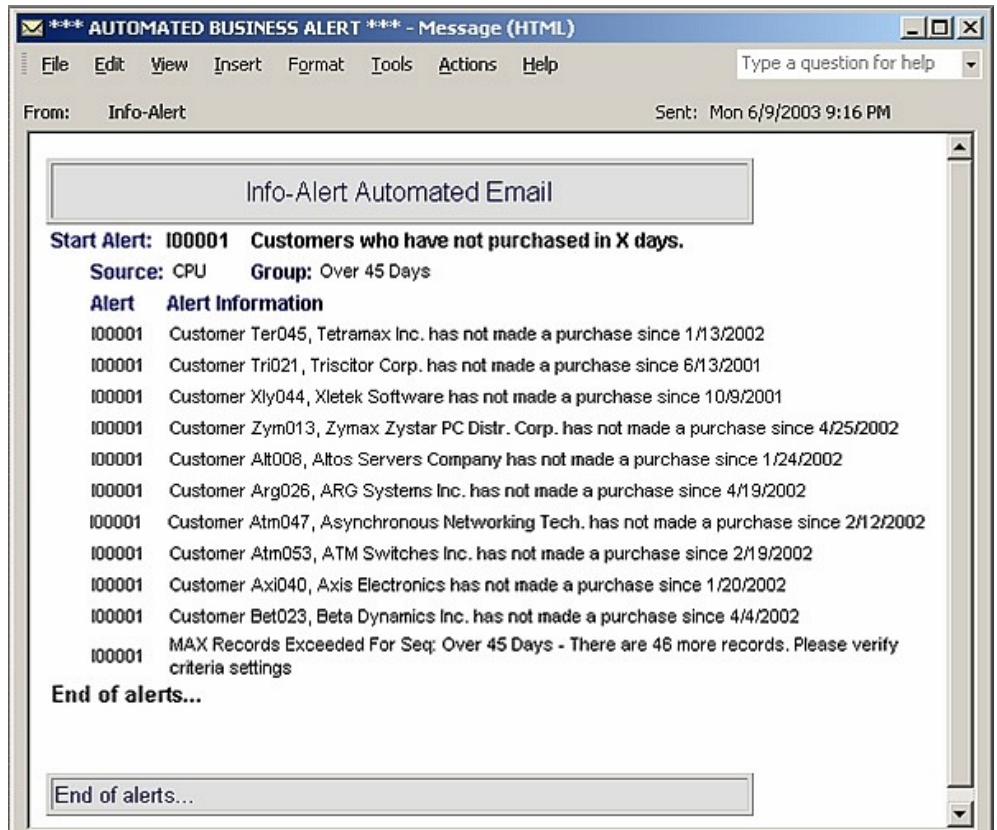 *** AUTOMATED BUSINESS ALERT *** - Message (HTML)
File Edit View Insert Format Tools Actions Help Type a question for help
From: Info-Alert Sent: Mon 6/9/2003 9:16 PM
Info-Alert Automated Email
Start Alert: I00001 Customers who have not purchased in X days.
Source: CPU Group: Over 45 Days
Alert Alert Information
I00001 Customer Ter045, Tetramax Inc. has not made a purchase since 1/13/2002
I00001 Customer Tri021, Triscitor Corp. has not made a purchase since 6/13/2001
I00001 Customer Xly044, Xletek Software has not made a purchase since 10/9/2001
I00001 Customer Zym013, Zymax Zystar PC Distr. Corp. has not made a purchase since 4/25/2002
I00001 Customer Alt008, Altos Servers Company has not made a purchase since 1/24/2002
I00001 Customer Arg026, ARG Systems Inc. has not made a purchase since 4/19/2002
I00001 Customer Atm047, Asynchronous Networking Tech. has not made a purchase since 2/12/2002
I00001 Customer Atm053, ATM Switches Inc. has not made a purchase since 2/19/2002
I00001 Customer Axi040, Axis Electronics has not made a purchase since 1/20/2002
I00001 Customer Bet023, Beta Dynamics Inc. has not made a purchase since 4/4/2002
I00001 MAX Records Exceeded For Seq: Over 45 Days - There are 46 more records. Please verify
criteria settings
End of alerts...
End of alerts...